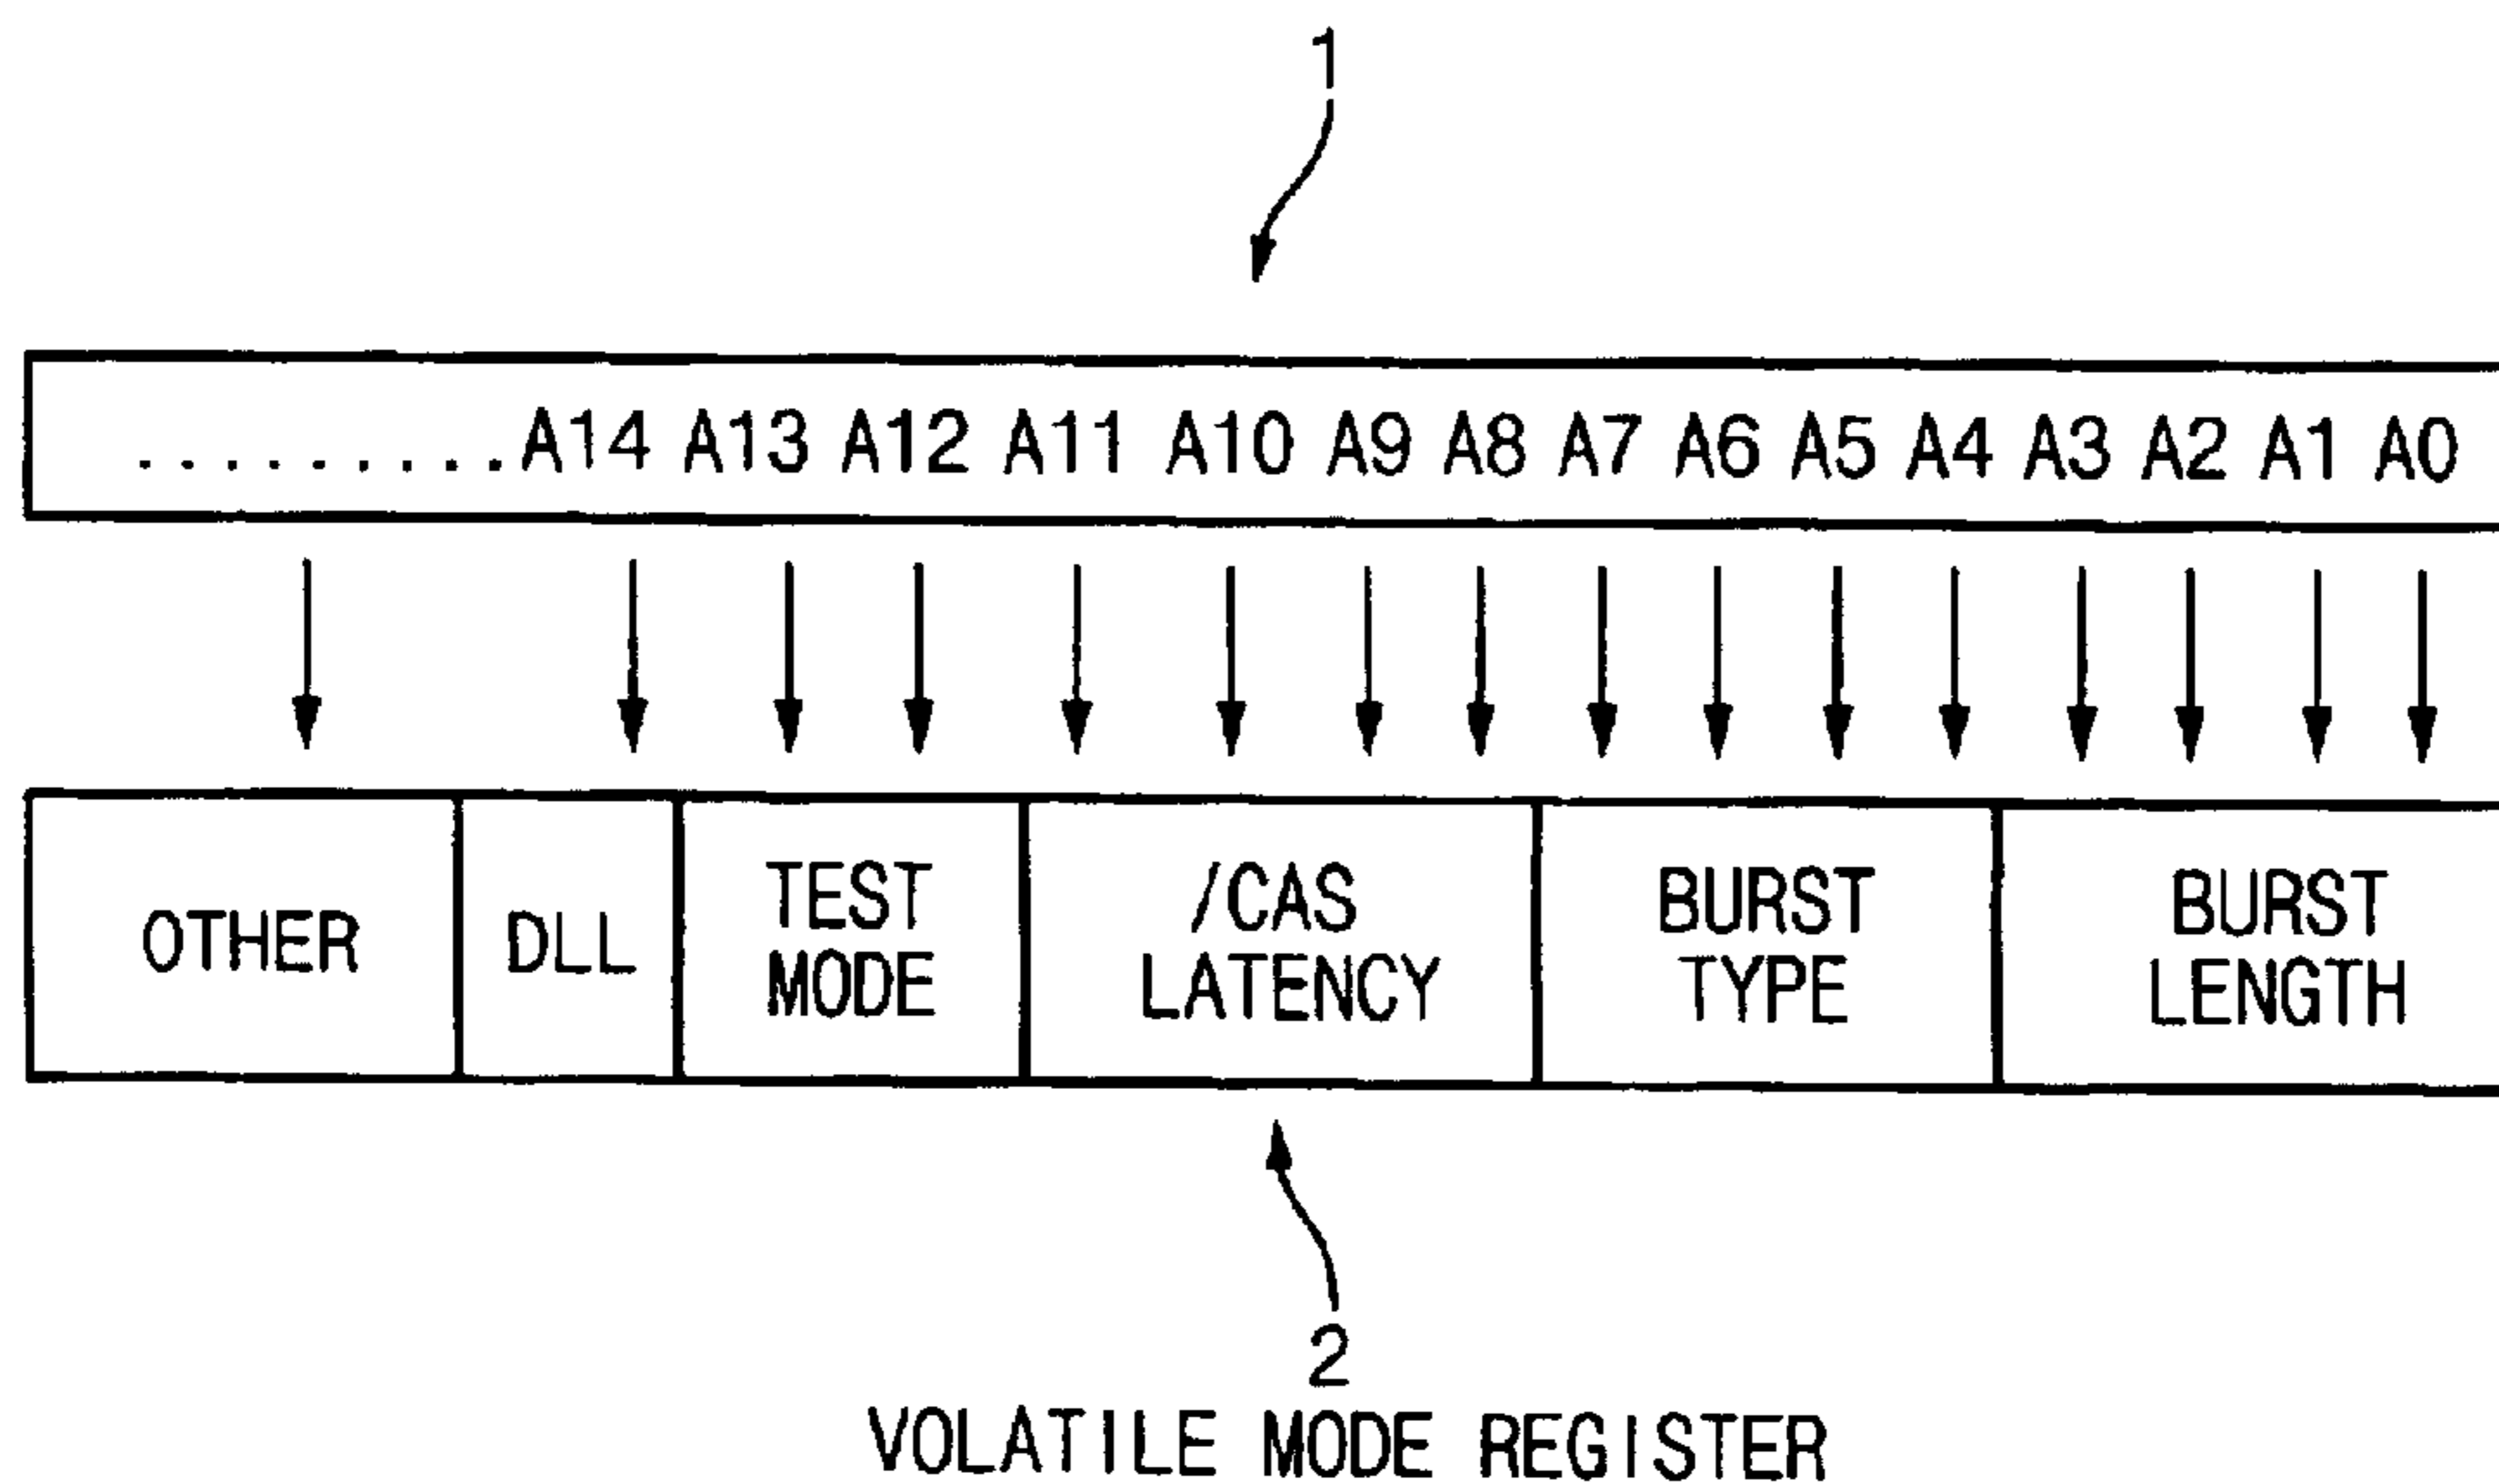 1
.........A14 A13 A12 A11 A10 A9 A8 A7 A6 A5 A4 A3 A2 A1 A0
OTHER
DLL
TEST
MODE
/CAS
LATENCY
BURST
TYPE
BURST
LENGTH
2
VOLATILE MODE REGISTER